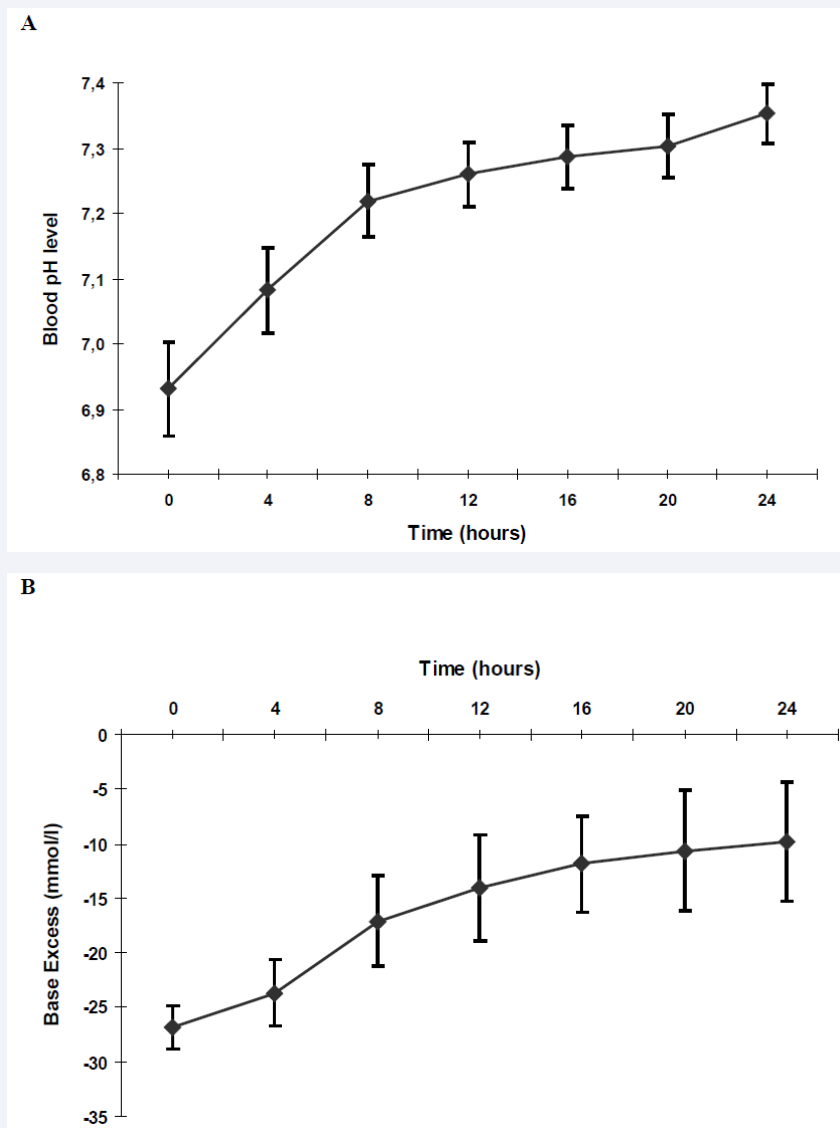 A
7,4
7,3
7,2
7,1
7,0
6,9
6,8
Blood pH level
0 4 8 12 16 20 24
Time (hours)
B
Time (hours)
0 4 8 12 16 20 24
0
-5
-10
-15
-20
-25
-30
-35
Base Excess (mmol/l)